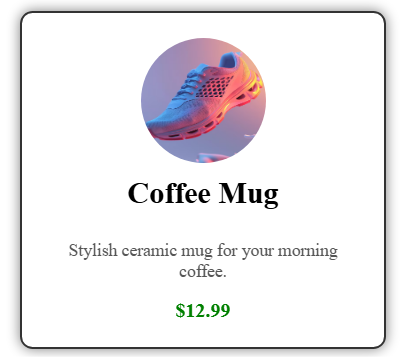 Coffee Mug
Stylish ceramic mug for your morning
coffee.
$12.99